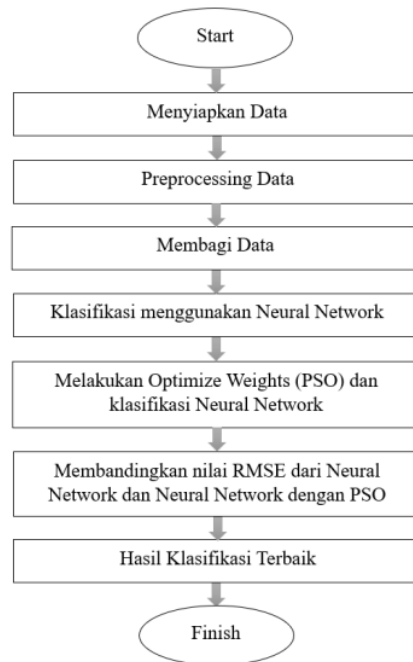 Start
Menyiapkan Data
Preprocessing Data
Membagi Data
Klasifikasi menggunakan Neural Network
Melakukan Optimize Weights (PSO) dan
klasifikasi Neural Network
Membandingkan nilai RMSE dari Neural
Network dan Neural Network dengan PSO
Hasil Klasifikasi Terbaik
Finish